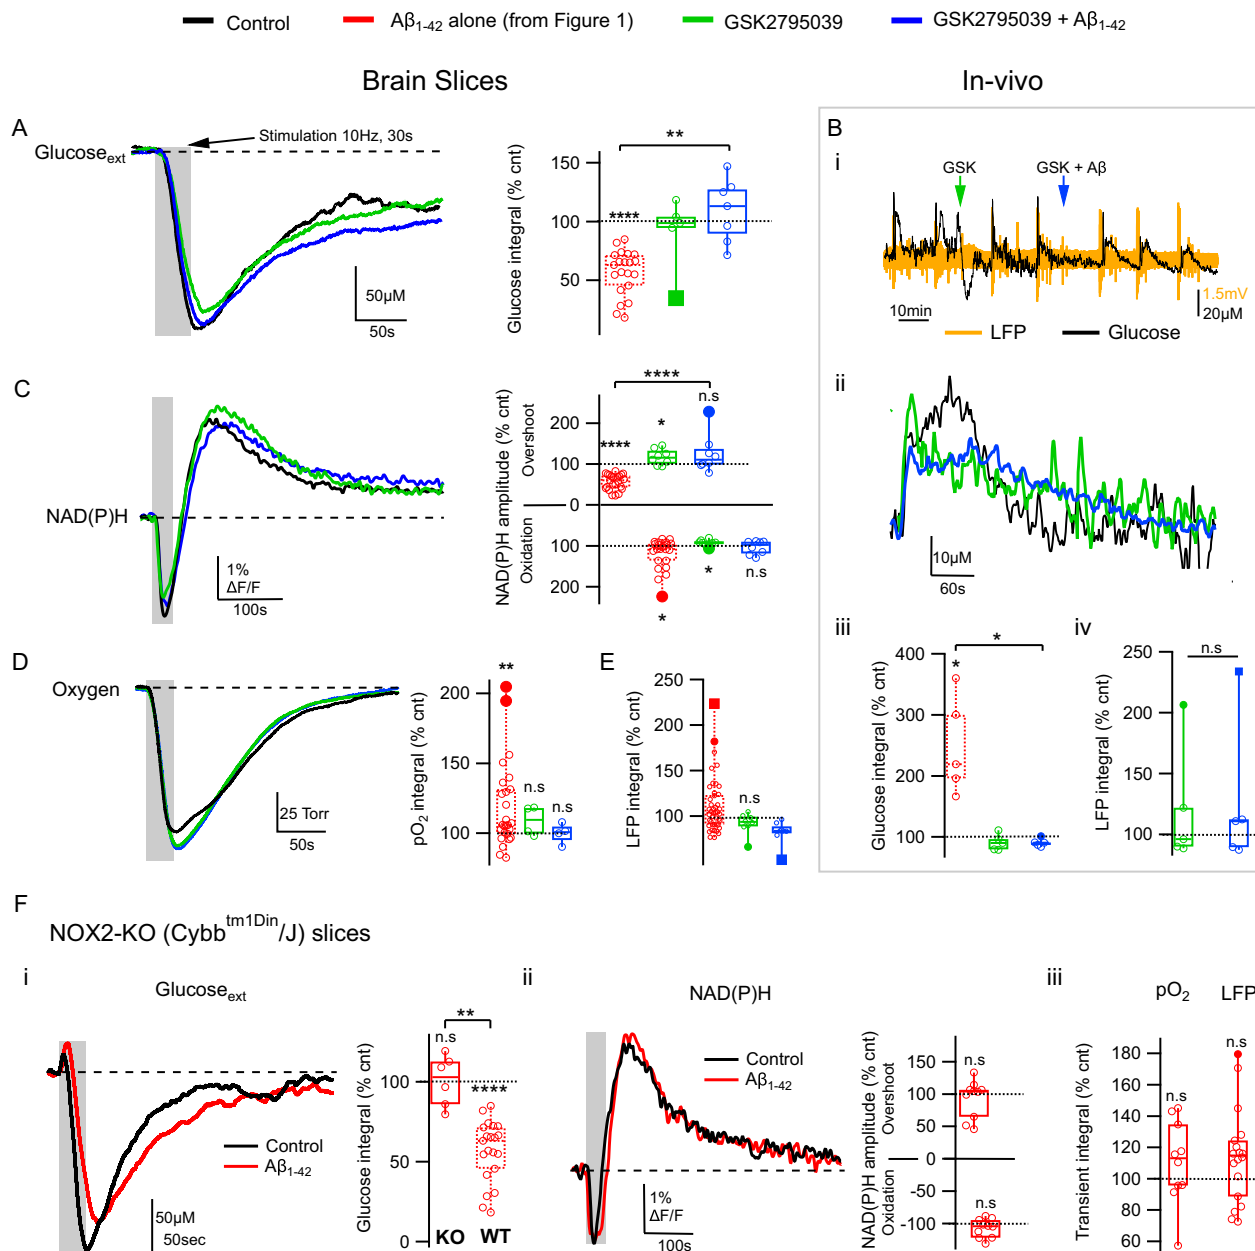 Control
Aβ1-42 alone (from Figure 1)
GSK2795039
GSK2795039 + Aβ1-42
Brain Slices
In-vivo
A
Glucose_ext
Stimulation 10Hz, 30s
50µM
50s
Glucose integral (% cnt)
150
100
50
**
****
B
i
GSK
GSK + Aβ
1.5mV
20µM
10min
LFP
Glucose
ii
10µM
60s
C
NAD(P)H
1%
ΔF/F
100s
NAD(P)H amplitude (% cnt)
Oxidation
Overshoot
200
100
0
100
200
****
****
*
n.s
*
*
n.s
iii
Glucose integral (% cnt)
400
300
200
100
*
*
iv
LFP integral (% cnt)
250
200
150
100
n.s
D
Oxygen
25 Torr
50s
pO2 integral (% cnt)
200
150
100
**
n.s
n.s
E
LFP integral (% cnt)
250
200
150
100
n.s
n.s
F
NOX2-KO (Cybb^tm1Din/J) slices
i
Glucose_ext
Control
Aβ1-42
50µM
50sec
Glucose integral (% cnt)
100
50
0
**
n.s
****
KO
WT
ii
NAD(P)H
Control
Aβ1-42
1%
ΔF/F
100s
NAD(P)H amplitude (% cnt)
Oxidation
Overshoot
150
100
50
0
-50
-100
n.s
n.s
iii
pO2
LFP
Transient integral (% cnt)
180
160
140
120
100
80
60
n.s
n.s